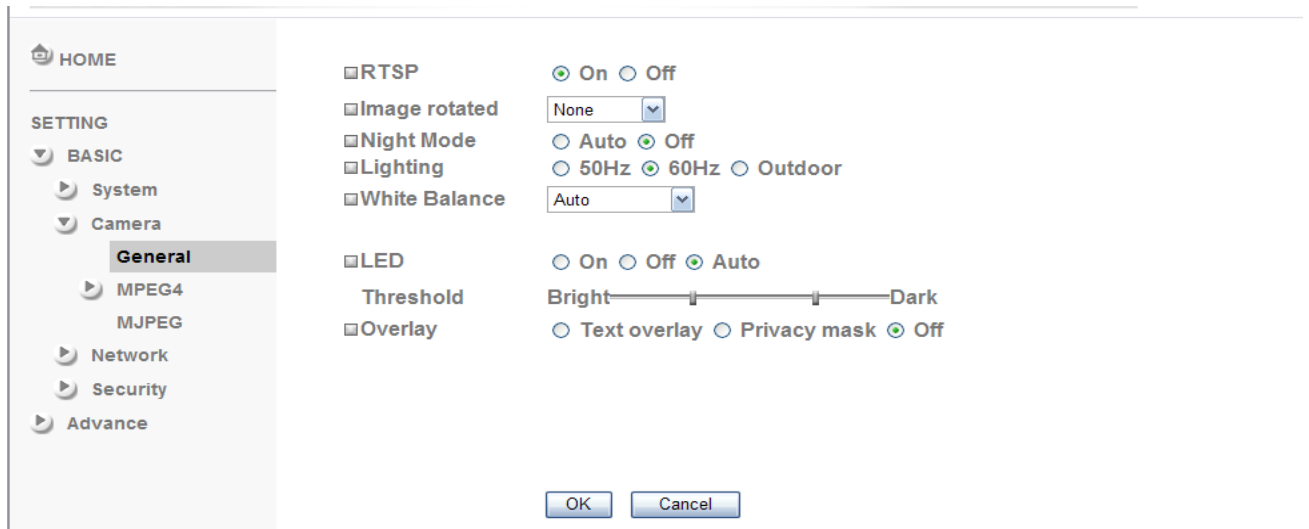 HOME
SETTING
BASIC
System
Camera
General
MPEG4
MJPEG
Network
Security
Advance
RTSP On Off
Image rotated None
Night Mode Auto Off
Lighting 50Hz 60Hz Outdoor
White Balance Auto
LED On Off Auto
Threshold Bright Dark
Overlay Text overlay Privacy mask Off
OK Cancel